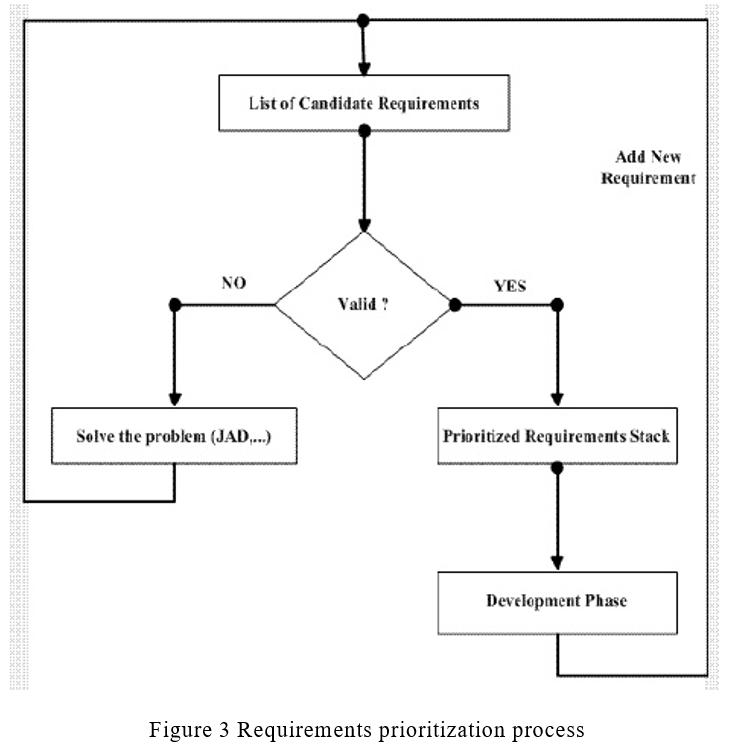 List of Candidate Requirements
Add New
Requirement
NO
Valid ?
YES
Solve the problem (JAD,...)
Prioritized Requirements Stack
Development Phase
Figure 3 Requirements prioritization process